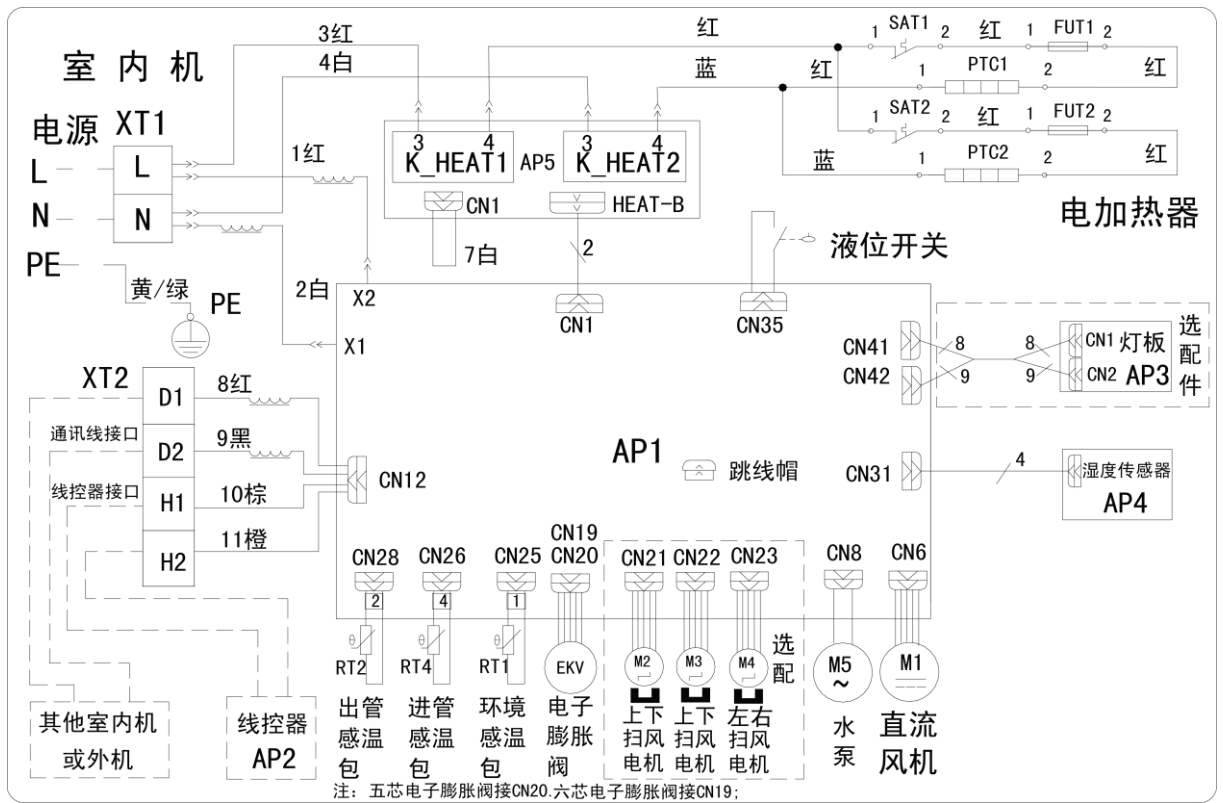 室内机
3红
4白
红
蓝
红
SAT1
1 2
红
FUT1
1 2
PTC1
1 2
红
SAT2
1 2
红
FUT2
1 2
PTC2
1 2
红
蓝
电加热器
电源 XT1
L L
N N
PE
黄/绿
PE
1红
2白
3 4
K_HEAT1
AP5
3 4
K_HEAT2
CN1
HEAT-B
7白
2
液位开关
X2
X1
CN1
CN35
CN41
CN42
8 8
9 9
CN1 灯板
CN2 AP3
选配件
XT2
D1
D2
H1
H2
8红
9黑
10棕
11橙
通讯线接口
线控器接口
CN12
AP1
跳线帽
CN31
4
湿度传感器
AP4
CN28
CN26
CN25
CN19
CN20
CN21
CN22
CN23
CN8
CN6
2
4
1
θ
θ
θ
RT2
RT4
RT1
EKV
M2
M3
M4
选配
M5
~
M1
出管感温包
进管感温包
环境感温包
电子膨胀阀
上下扫风电机
上下扫风电机
左右扫风电机
水泵
直流风机
其他室内机
或外机
线控器
AP2
注: 五芯电子膨胀阀接CN20.六芯电子膨胀阀接CN19;